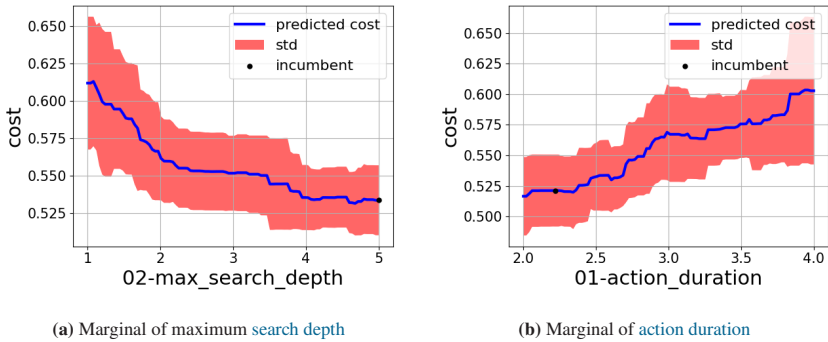 0.650
0.625
0.600
0.575
0.550
0.525
cost
predicted cost
std
incumbent
1 2 3 4 5
02-max_search_depth
(a) Marginal of maximum search depth
0.650
0.625
0.600
0.575
0.550
0.525
0.500
cost
predicted cost
std
incumbent
2.0 2.5 3.0 3.5 4.0
01-action_duration
(b) Marginal of action duration